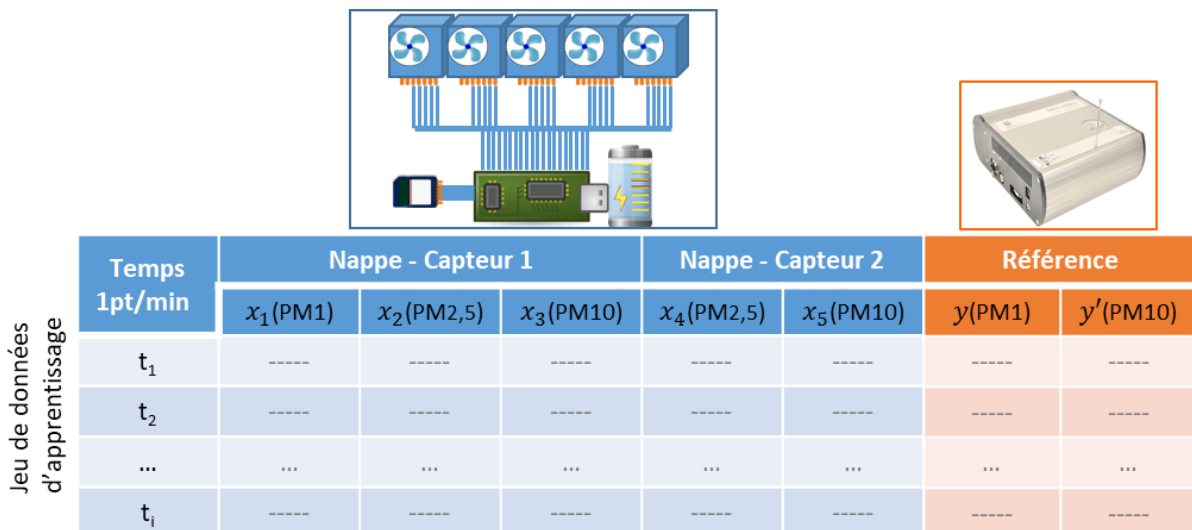 Temps
1pt/min
Nappe - Capteur 1
Nappe - Capteur 2
Référence
x₁(PM1)
x₂(PM2,5)
x₃(PM10)
x₄(PM2,5)
x₅(PM10)
y(PM1)
y′(PM10)
Jeu de données
d’apprentissage
t₁ ----- ----- ----- ----- ----- ----- -----
t₂ ----- ----- ----- ----- ----- ----- -----
... ... ... ... ... ... ... ...
tᵢ ----- ----- ----- ----- ----- ----- -----